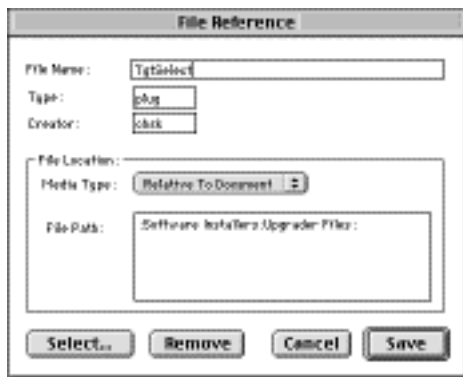 File Reference
File Name: TgtSelect
Type: plug
Creator:
File Location:
Media Type: Relative To Document
File Path: :Software Installers:Upgrader Files:
Select... Remove Cancel Save